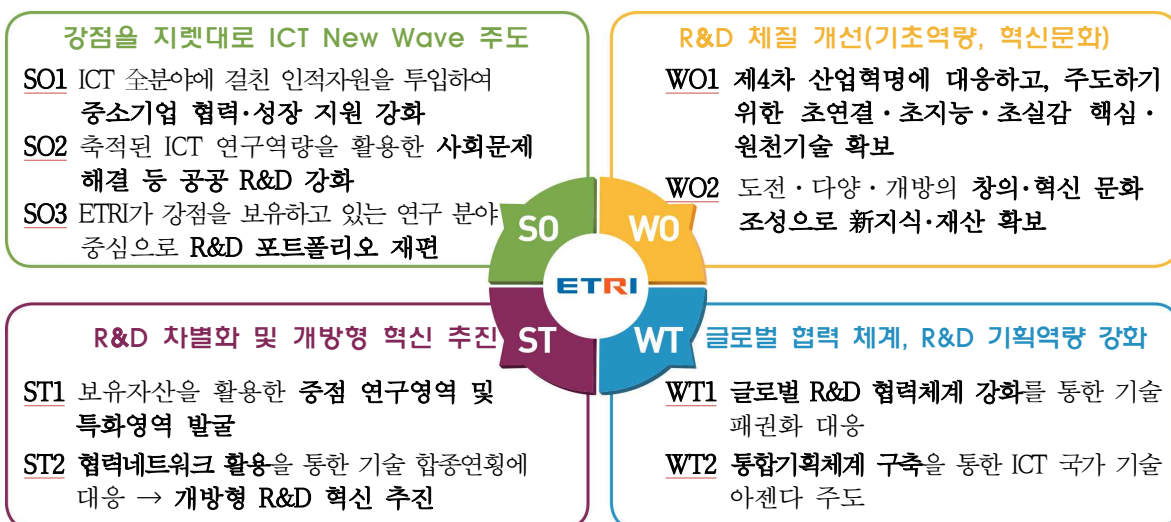 강점을 지렛대로 ICT New Wave 주도
SO1 ICT 全분야에 걸친 인적자원을 투입하여
중소기업 협력·성장 지원 강화
SO2 축적된 ICT 연구역량을 활용한 사회문제
해결 등 공공 R&D 강화
SO3 ETRI가 강점을 보유하고 있는 연구 분야
중심으로 R&D 포트폴리오 재편
R&D 체질 개선(기초역량, 혁신문화)
WO1 제4차 산업혁명에 대응하고, 주도하기
위한 초연결·초지능·초실감 핵심·
원천기술 확보
WO2 도전·다양·개방의 창의·혁신 문화
조성으로 新지식·재산 확보
SO
WO
ETRI
ST
WT
R&D 차별화 및 개방형 혁신 추진
ST1 보유자산을 활용한 중점 연구영역 및
특화영역 발굴
ST2 협력네트워크 활용을 통한 기술 합종연횡에
대응 → 개방형 R&D 혁신 추진
글로벌 협력 체계, R&D 기획역량 강화
WT1 글로벌 R&D 협력체계 강화를 통한 기술
패권화 대응
WT2 통합기획체계 구축을 통한 ICT 국가 기술
아젠다 주도